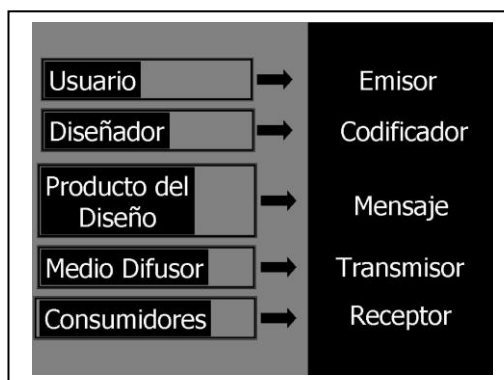 Usuario Emisor
Diseñador Codificador
Producto del
Diseño Mensaje
Medio Difusor Transmisor
Consumidores Receptor